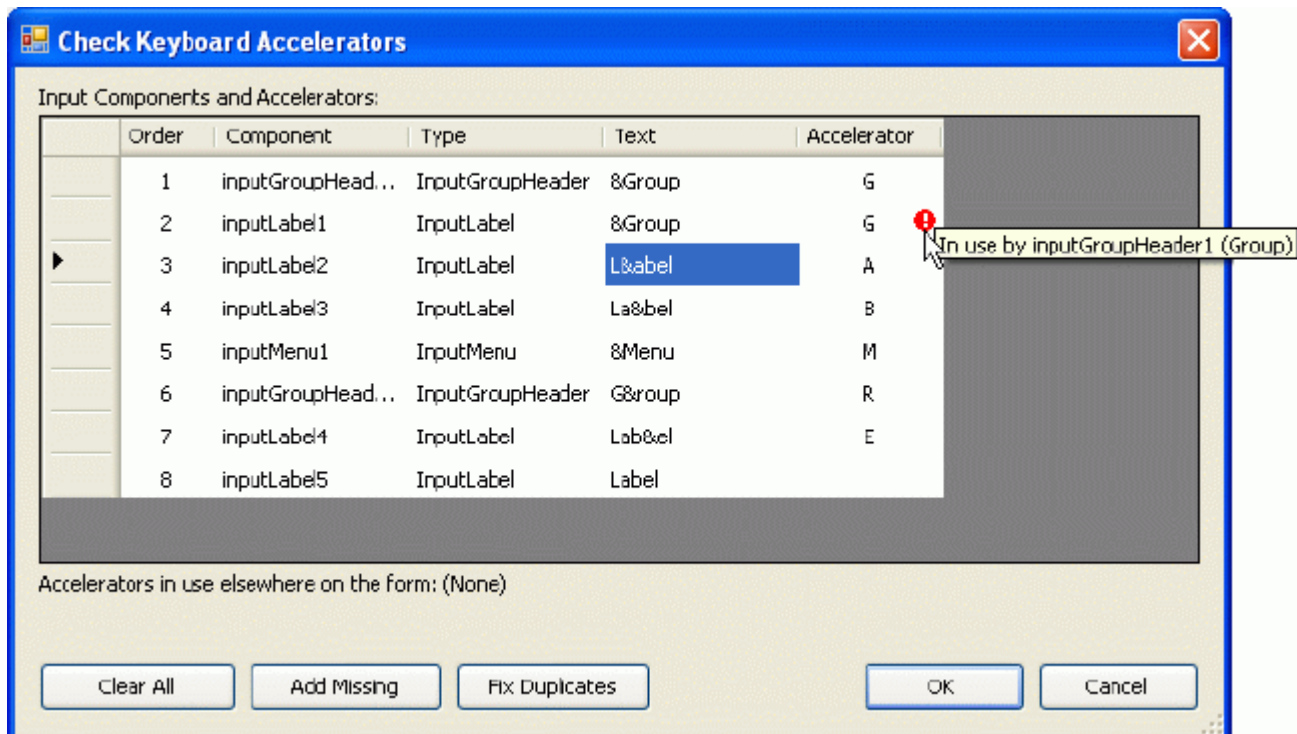 Check Keyboard Accelerators
Input Components and Accelerators:
Order Component Type Text Accelerator
1 inputGroupHead... InputGroupHeader &Group G
2 inputLabel1 InputLabel &Group G
In use by inputGroupHeader1 (Group)
3 inputLabel2 InputLabel L&abel A
4 inputLabel3 InputLabel La&bel B
5 inputMenu1 InputMenu &Menu M
6 inputGroupHead... InputGroupHeader G&roup R
7 inputLabel4 InputLabel Lab&el E
8 inputLabel5 InputLabel Label
Accelerators in use elsewhere on the form: (None)
Clear All Add Missing Fix Duplicates OK Cancel